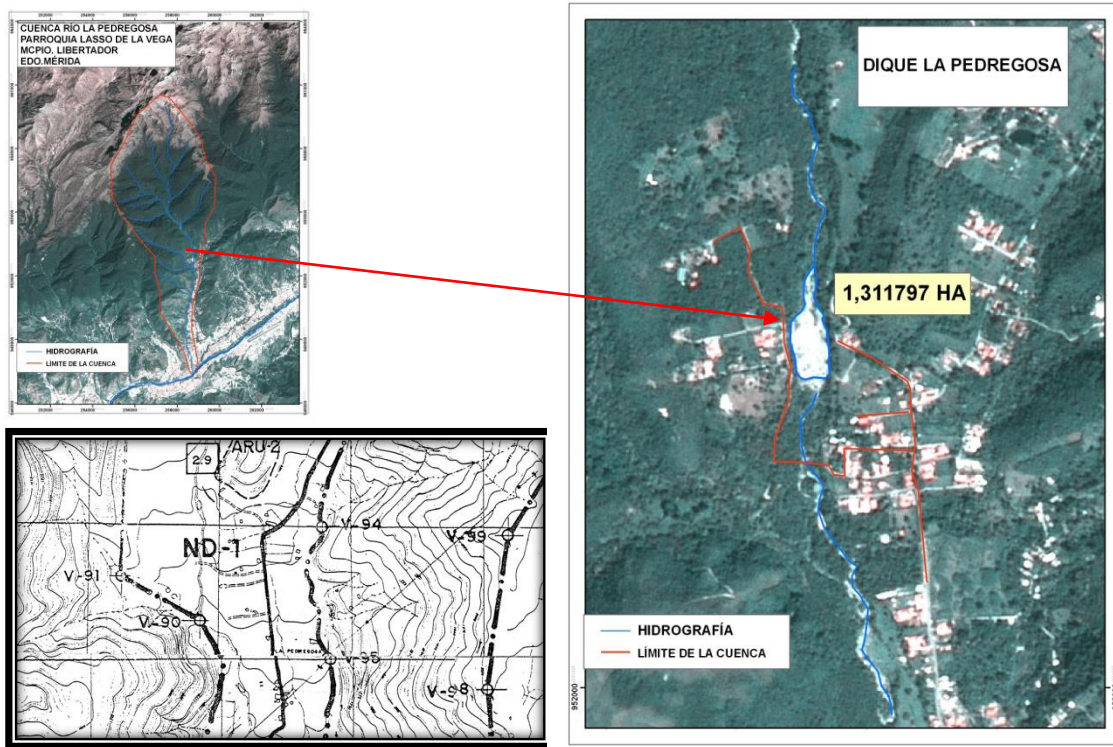 CUENCA RÍO LA PEDREGOSA
PARROQUIA LASSO DE LA VEGA
MCPIO. LIBERTADOR
EDO.MÉRIDA
HIDROGRAFÍA
LÍMITE DE LA CUENCA
DIQUE LA PEDREGOSA
1,311797 HA
HIDROGRAFÍA
LÍMITE DE LA CUENCA
952000
2.9
ARU-2
ND-1
V-94
V-99
V-91
V-90
LA PEDREGOSA
V-95
V-98